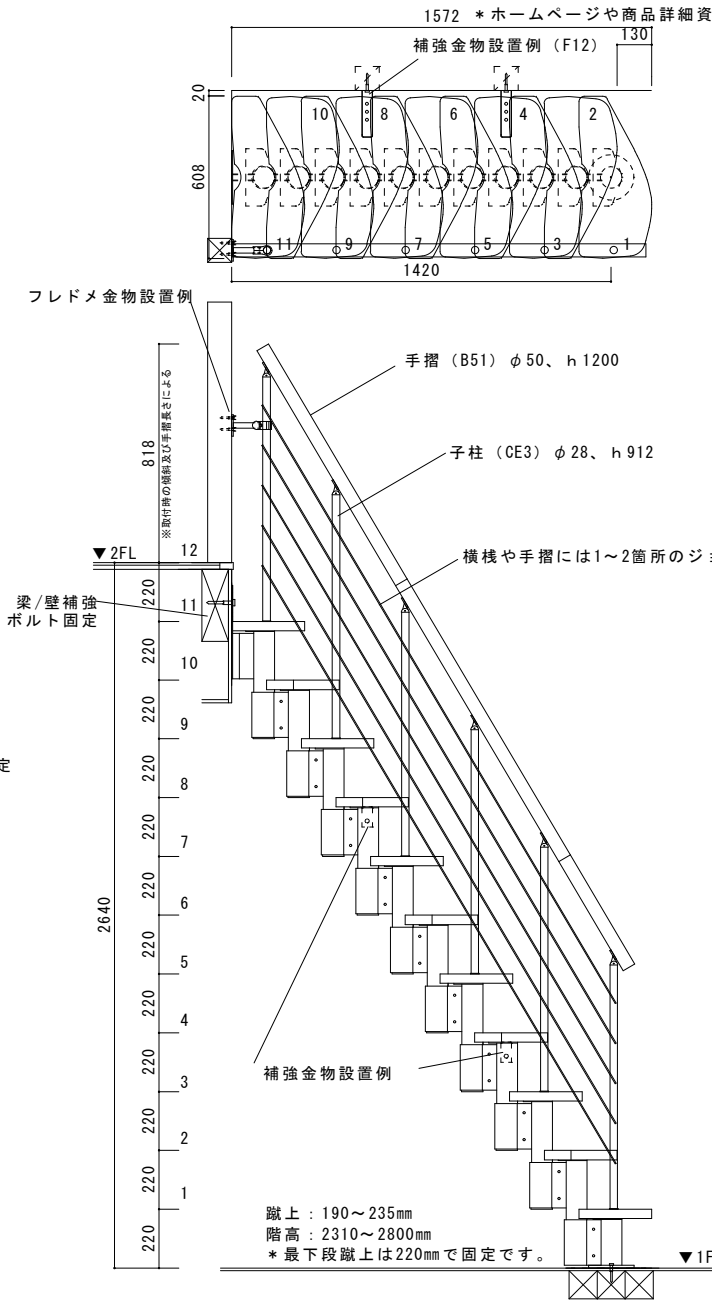 1572 *ホームページや商品詳細資
130
補強金物設置例（F12）
20
608
10 8 6 4 2
11 9 7 5 3 1
1420
フレドメ金物設置例
手摺（B51）φ50、h1200
818
※取付時の傾斜及び手摺長さによる
子柱（CE3）φ28、h912
▼2FL
12
横桟や手摺には1～2箇所のジョ
220
梁/壁補強
ボルト固定
11
220
10
220
9
定
220
8
220
7
220
6
2640
220
5
220
4
220
補強金物設置例
3
220
2
220
1
220
220
蹴上：190～235mm
階高：2310～2800mm
*最下段蹴上は220mmで固定です。
▼1F